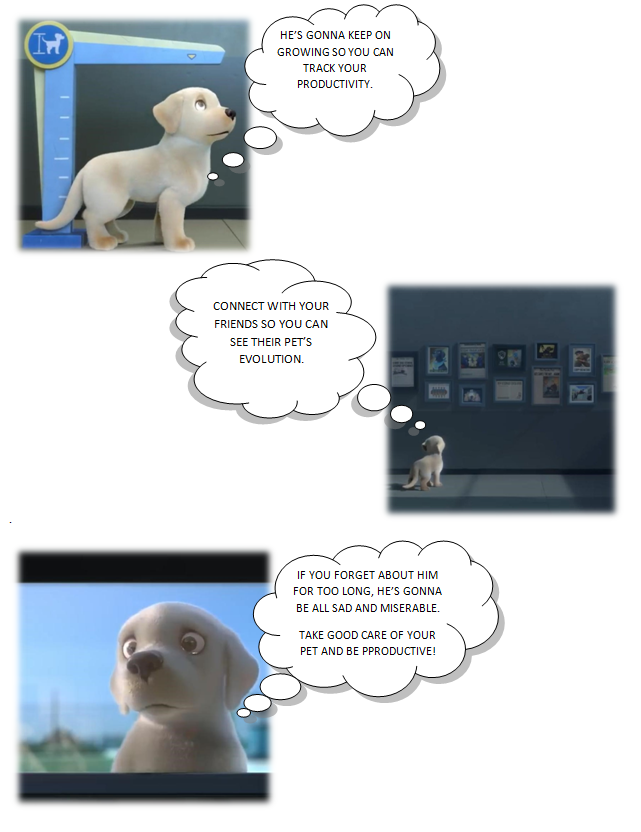 HE'S GONNA KEEP ON
GROWING SO YOU CAN
TRACK YOUR
PRODUCTIVITY.
CONNECT WITH YOUR
FRIENDS SO YOU CAN
SEE THEIR PET'S
EVOLUTION.
.
IF YOU FORGET ABOUT HIM
FOR TOO LONG, HE'S GONNA
BE ALL SAD AND MISERABLE.
TAKE GOOD CARE OF YOUR
PET AND BE PPRODUCTIVE!